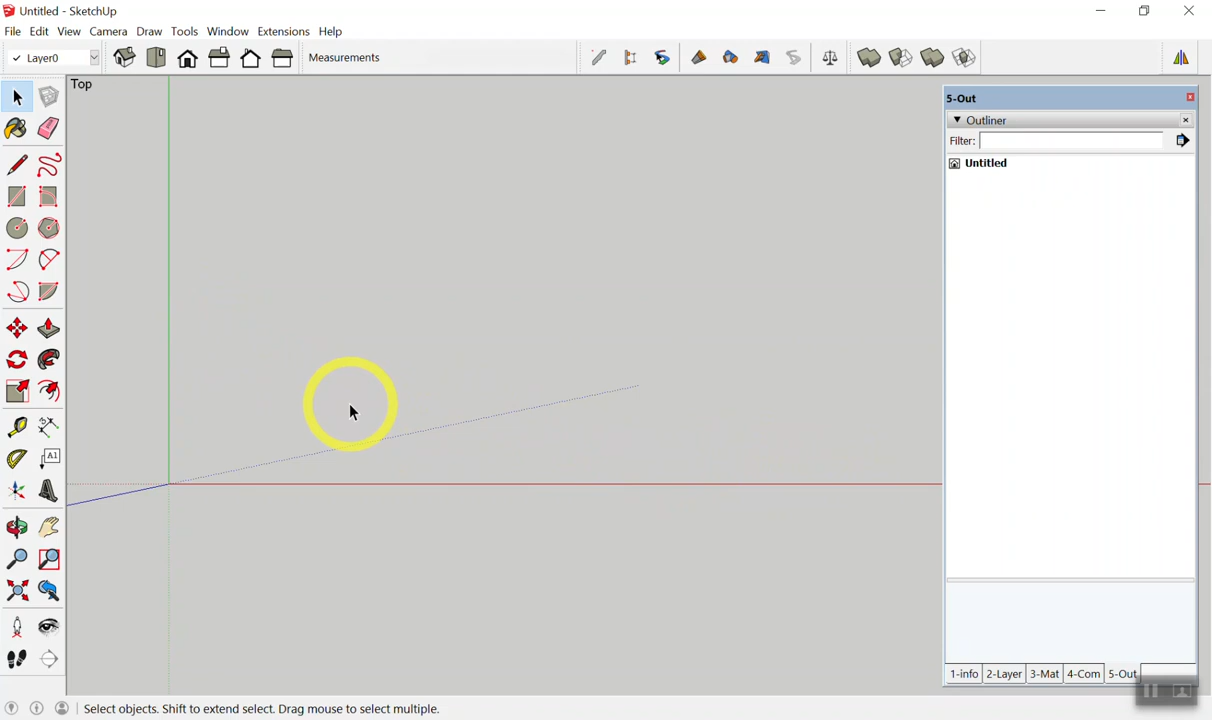 Untitled - SketchUp
File Edit View Camera Draw Tools Window Extensions Help
Layer0
Measurements
Top
5-Out
Outliner
Filter:
Untitled
A1
1-info 2-Layer 3-Mat 4-Com 5-Out
Select objects. Shift to extend select. Drag mouse to select multiple.